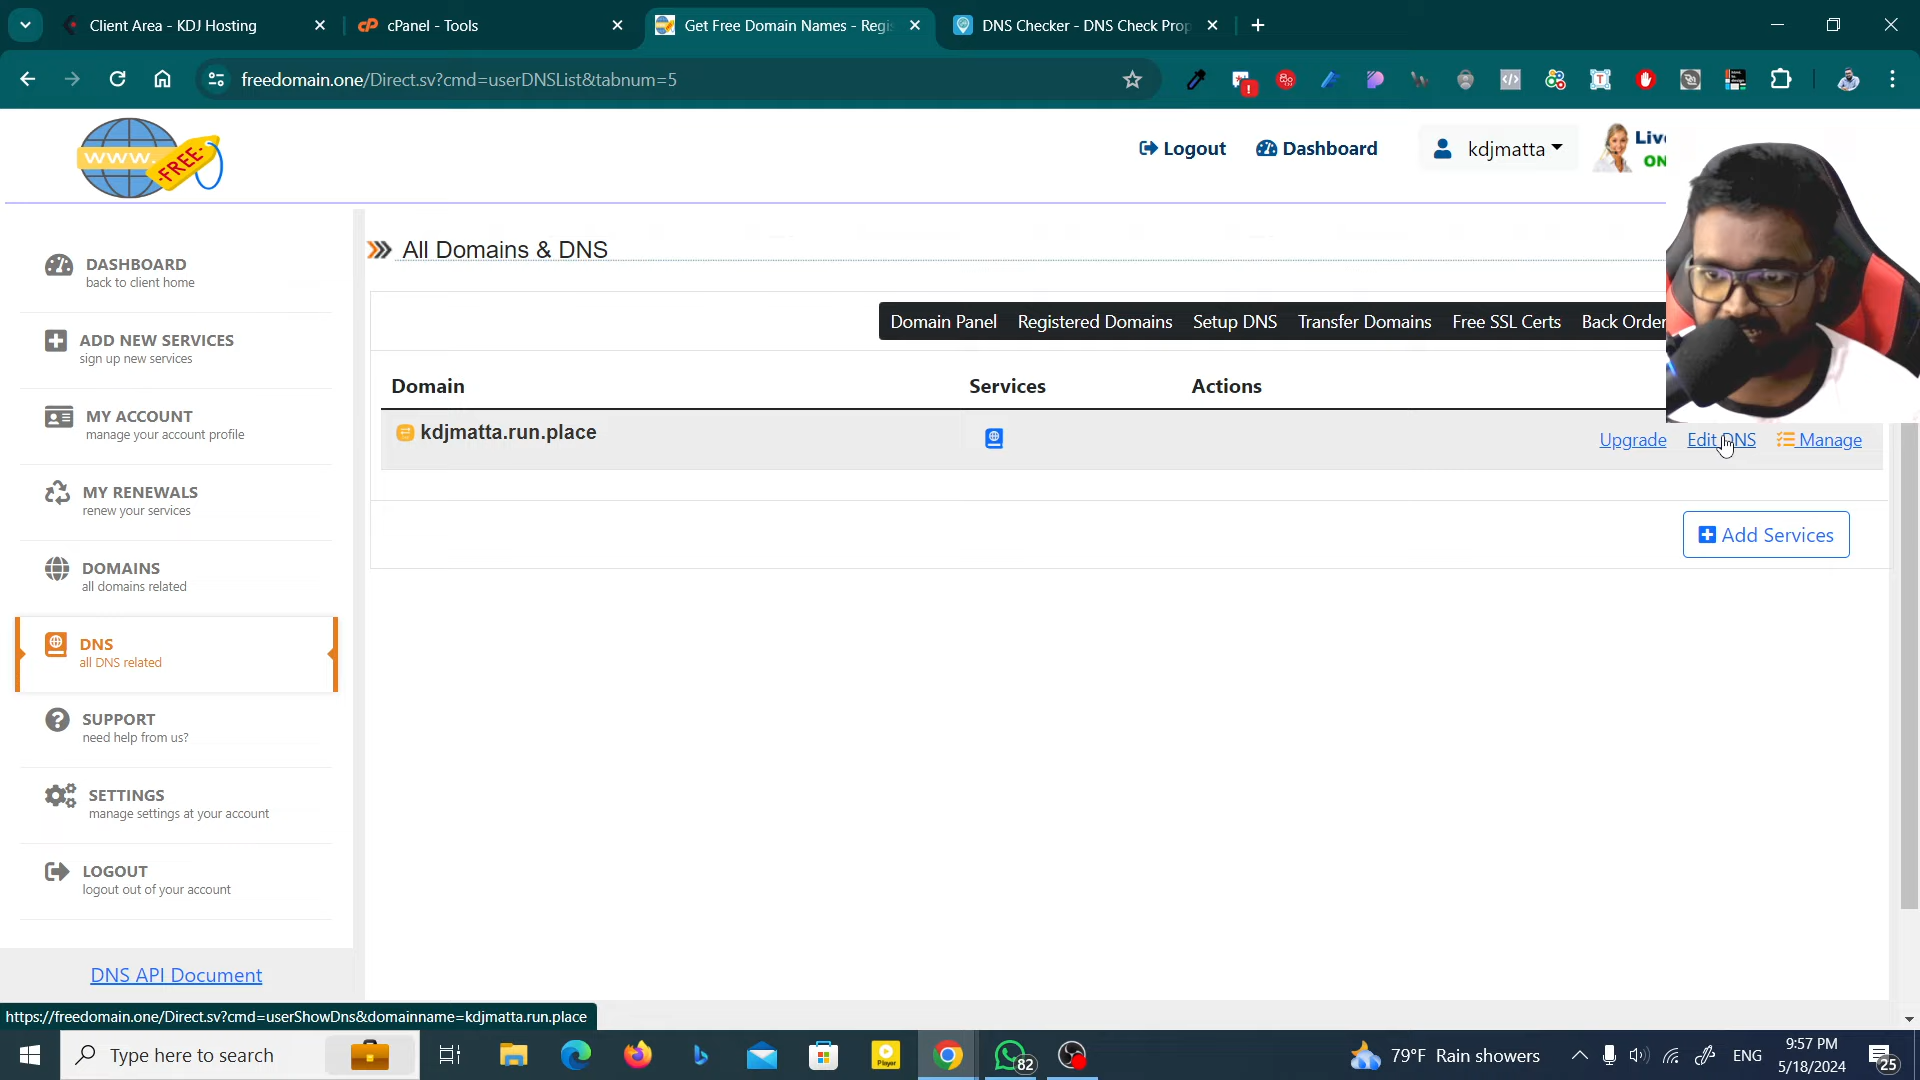 Client Area - KDJ Hosting
cPanel - Tools
Get Free Domain Names - Regi
DNS Checker - DNS Check Prop
freedomain.one/Direct.sv?cmd=userDNSList&tabnum=5
www.
-FREE-
Logout
Dashboard
kdjmatta
Liv
ON
DASHBOARD
back to client home
ADD NEW SERVICES
sign up new services
MY ACCOUNT
manage your account profile
MY RENEWALS
renew your services
DOMAINS
all domains related
DNS
all DNS related
SUPPORT
need help from us?
SETTINGS
manage settings at your account
LOGOUT
logout out of your account
DNS API Document
All Domains & DNS
Domain Panel Registered Domains Setup DNS Transfer Domains Free SSL Certs Back Order
Domain Services Actions
kdjmatta.run.place
Upgrade Edit DNS Manage
Add Services
https://freedomain.one/Direct.sv?cmd=userShowDns&domainname=kdjmatta.run.place
Type here to search
82
79°F Rain showers
ENG
9:57 PM
5/18/2024
25